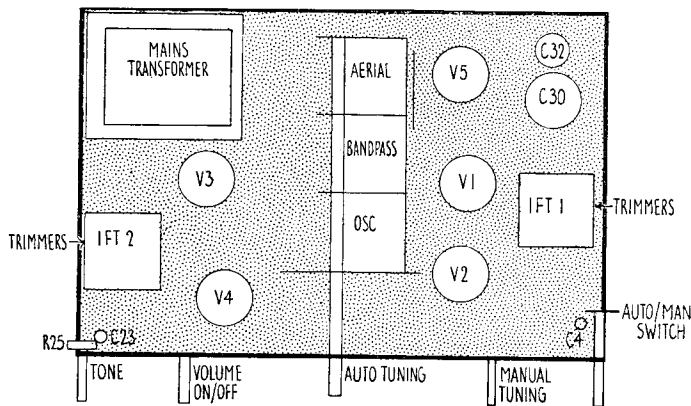 MAINS
TRANSFORMER
AERIAL
V5
C32
C30
BANDPASS
V3
V1
IFT 1
TRIMMERS
OSC
TRIMMERS
IFT 2
V2
V4
AUTO/MAN
SWITCH
C4
R25
C23
TONE
VOLUME
ON/OFF
AUTO TUNING
MANUAL
TUNING